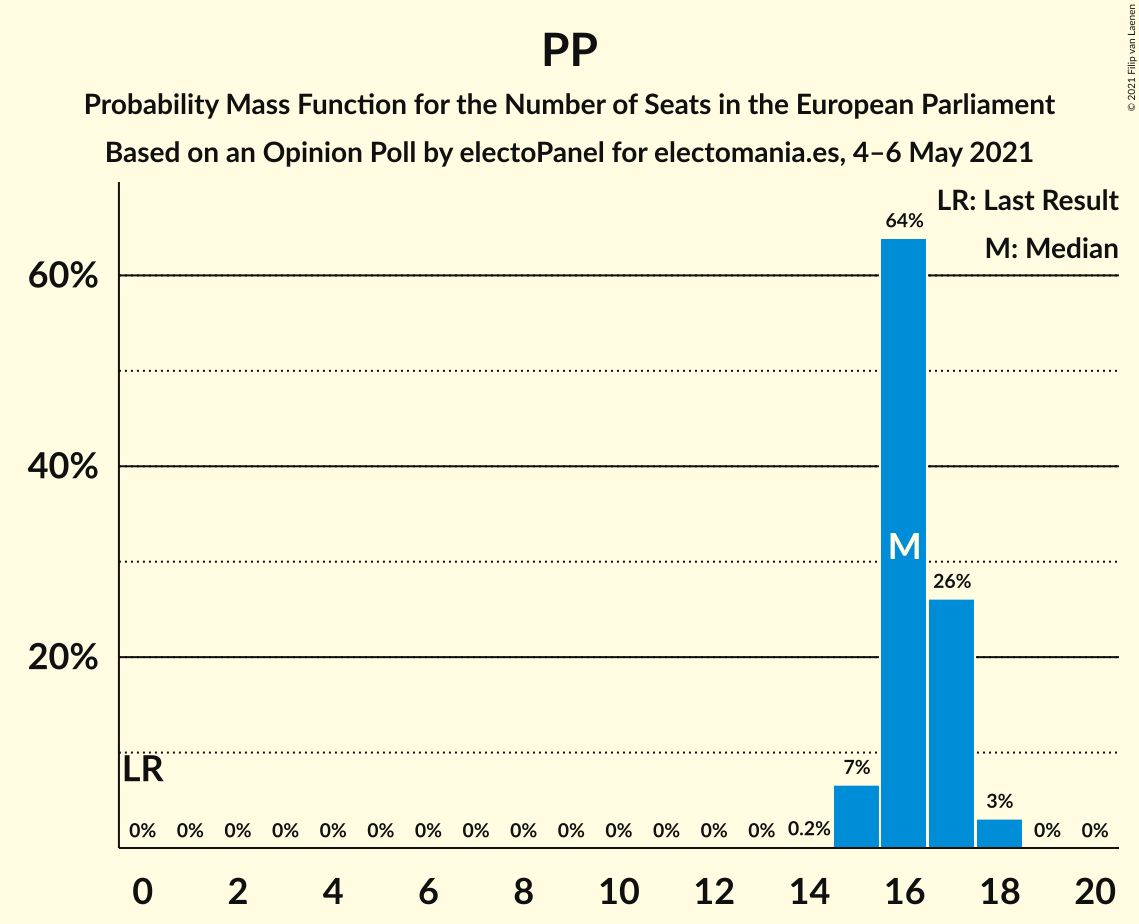 PP
Probability Mass Function for the Number of Seats in the European Parliament
Based on an Opinion Poll by electoPanel for electomania.es, 4–6 May 2021
© 2021 Filip van Laenen
LR: Last Result
M: Median
64%
60%
40%
M
26%
20%
LR
7%
3%
0% 0% 0% 0% 0% 0% 0% 0% 0% 0% 0% 0% 0% 0% 0.2% 0% 0%
0 2 4 6 8 10 12 14 16 18 20